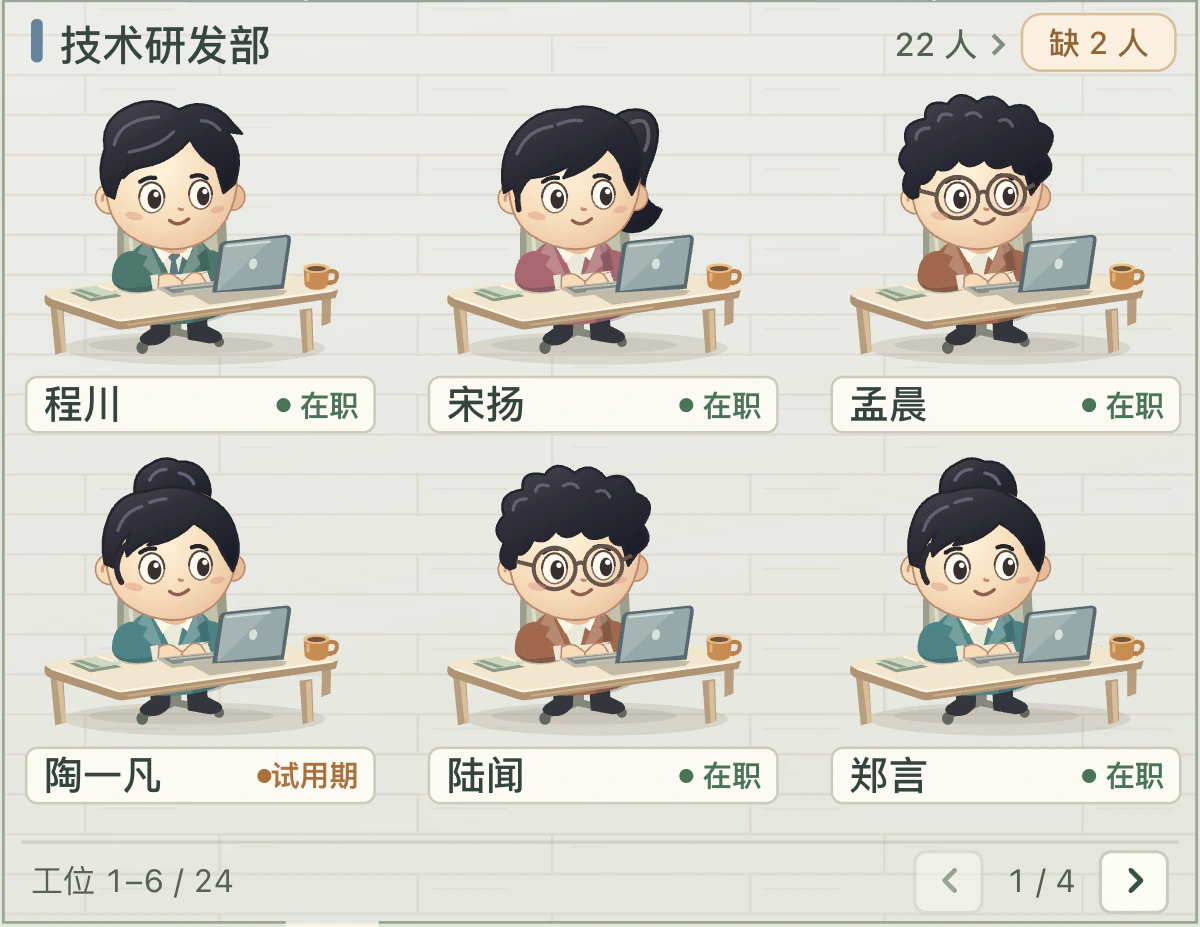 技术研发部
22 人
缺 2 人
程川 在职
宋扬 在职
孟晨 在职
陶一凡 试用期
陆闻 在职
郑言 在职
工位 1–6 / 24
1 / 4